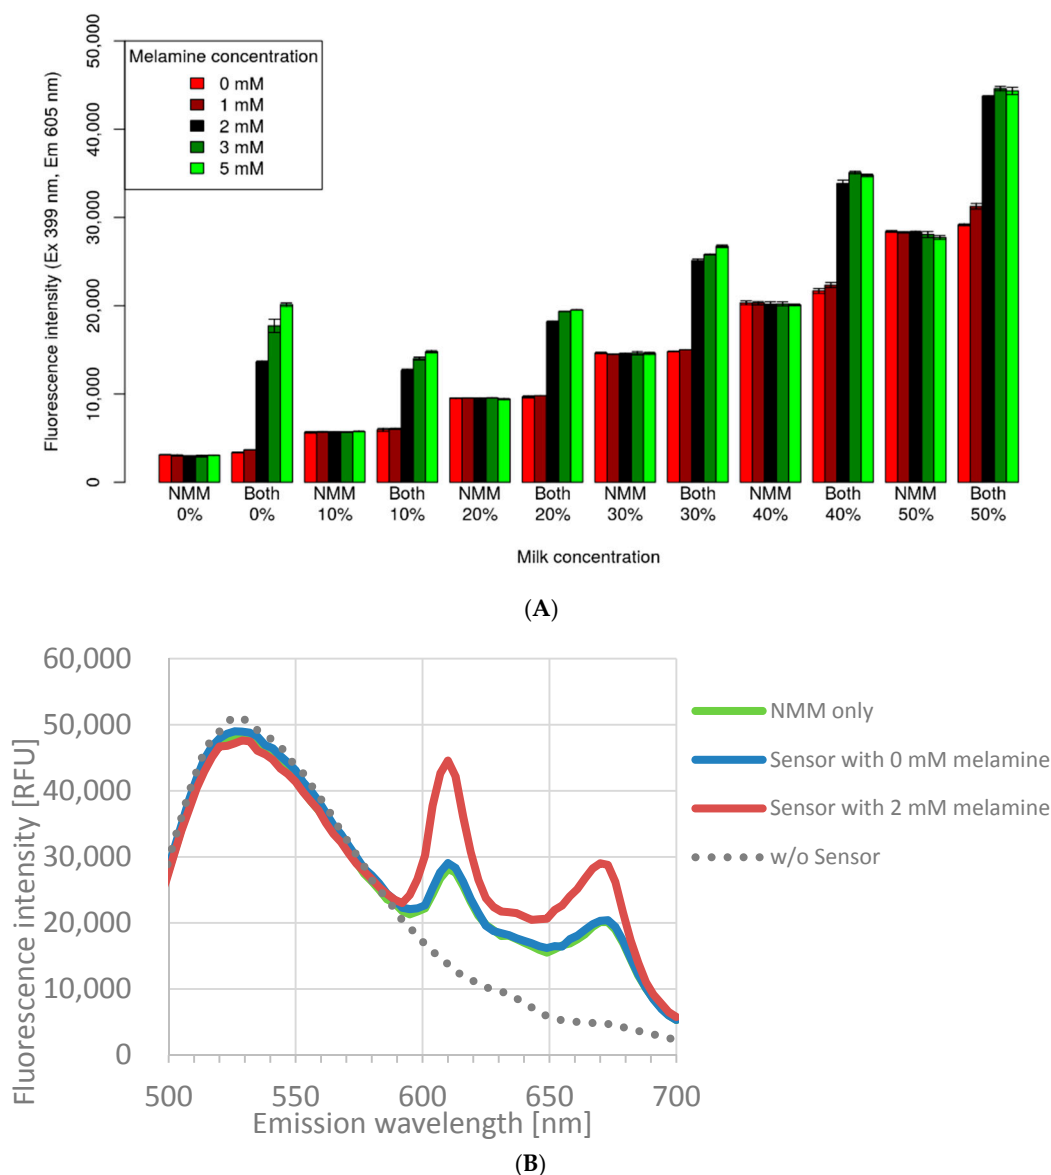 Melamine concentration
0 mM
1 mM
2 mM
3 mM
5 mM
Fluorescence intensity (Ex 399 nm, Em 605 nm)
50,000
40,000
30,000
20,000
10,000
0
NMM Both NMM Both NMM Both NMM Both NMM Both NMM Both
0% 0% 10% 10% 20% 20% 30% 30% 40% 40% 50% 50%
Milk concentration
(A)
Fluorescence intensity [RFU]
60,000
50,000
40,000
30,000
20,000
10,000
0
500 550 600 650 700
Emission wavelength [nm]
NMM only
Sensor with 0 mM melamine
Sensor with 2 mM melamine
w/o Sensor
(B)